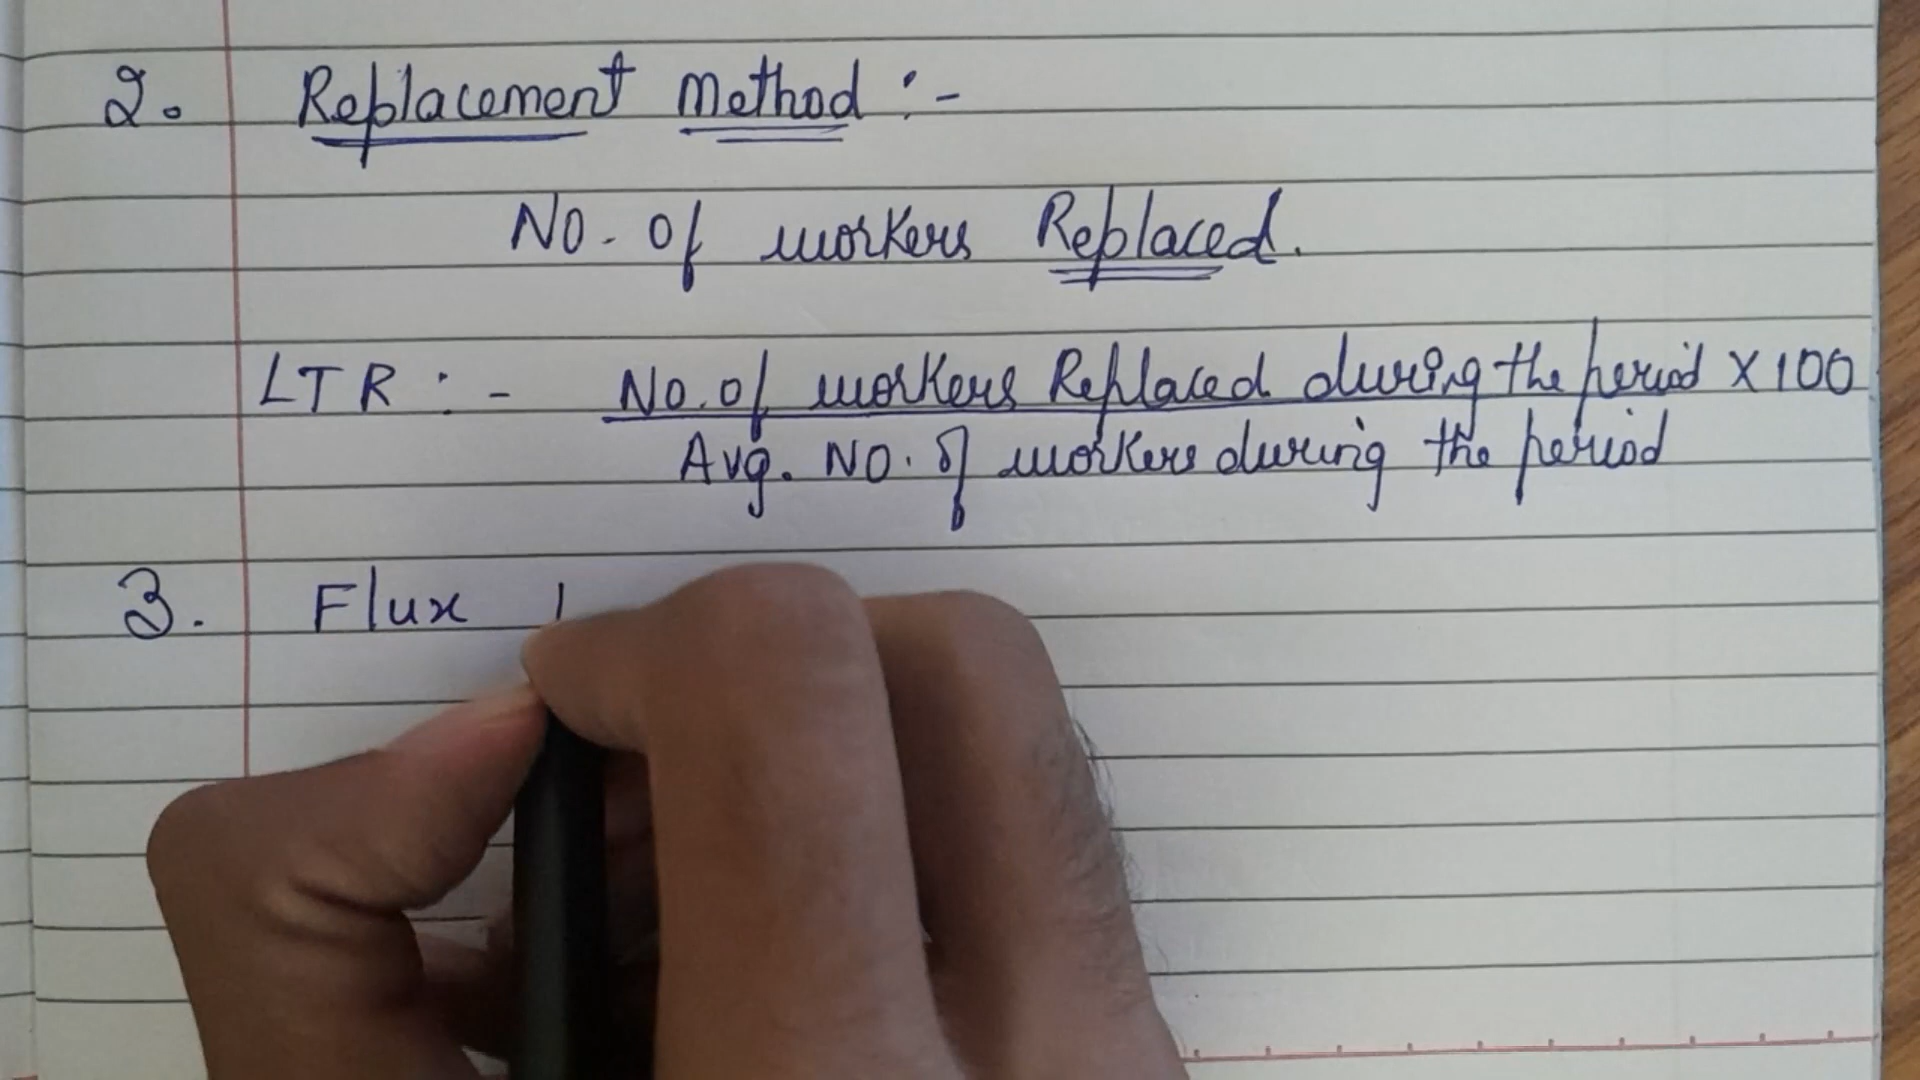 2. Replacement Method :-
NO. Of workers Replaced.
LTR :- No. of workers Replaced during the period X 100
Avg. NO. of workers during the period
3. Flux